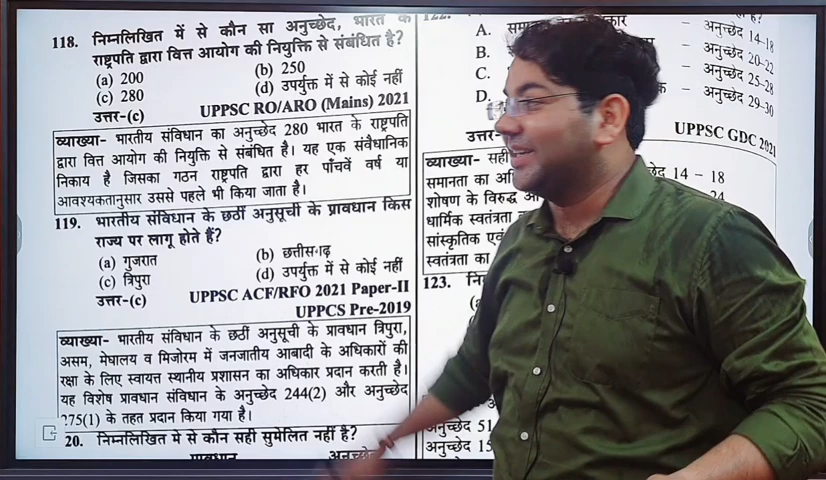 118. निम्नलिखित में से कौन सा अनुच्छेद, भारत के
राष्ट्रपति द्वारा वित्त आयोग की नियुक्ति से संबंधित है?
(a) 200 (b) 250
(c) 280 (d) उपर्युक्त में से कोई नहीं
उत्तर-(c) UPPSC RO/ARO (Mains) 2021
व्याख्या- भारतीय संविधान का अनुच्छेद 280 भारत के राष्ट्रपति
द्वारा वित्त आयोग की नियुक्ति से संबंधित है। यह एक संवैधानिक
निकाय है जिसका गठन राष्ट्रपति द्वारा हर पाँचवें वर्ष या
आवश्यकतानुसार उससे पहले भी किया जाता है।
119. भारतीय संविधान के छठीं अनुसूची के प्रावधान किस
राज्य पर लागू होते हैं?
(a) गुजरात (b) छत्तीसगढ़
(c) त्रिपुरा (d) उपर्युक्त में से कोई नहीं
उत्तर-(c) UPPSC ACF/RFO 2021 Paper-II
UPPCS Pre-2019
व्याख्या- भारतीय संविधान के छठीं अनुसूची के प्रावधान त्रिपुरा,
असम, मेघालय व मिजोरम में जनजातीय आबादी के अधिकारों की
रक्षा के लिए स्वायत्त स्थानीय प्रशासन का अधिकार प्रदान करती है।
यह विशेष प्रावधान संविधान के अनुच्छेद 244(2) और अनुच्छेद
275(1) के तहत प्रदान किया गया है।
20. निम्नलिखित में से कौन सही सुमेलित नहीं है?
A. - अनुच्छेद 14-18
B. - अनुच्छेद 20-22
C. - अनुच्छेद 25-28
D. - अनुच्छेद 29-30
उत्तर- UPPSC GDC 2021
व्याख्या- 14 - 18
समानता का 24
शोषण के विरुद्ध
धार्मिक स्वतंत्रता
सांस्कृतिक
स्वतंत्रता का
123.
अनुच्छेद 51
अनुच्छेद 15